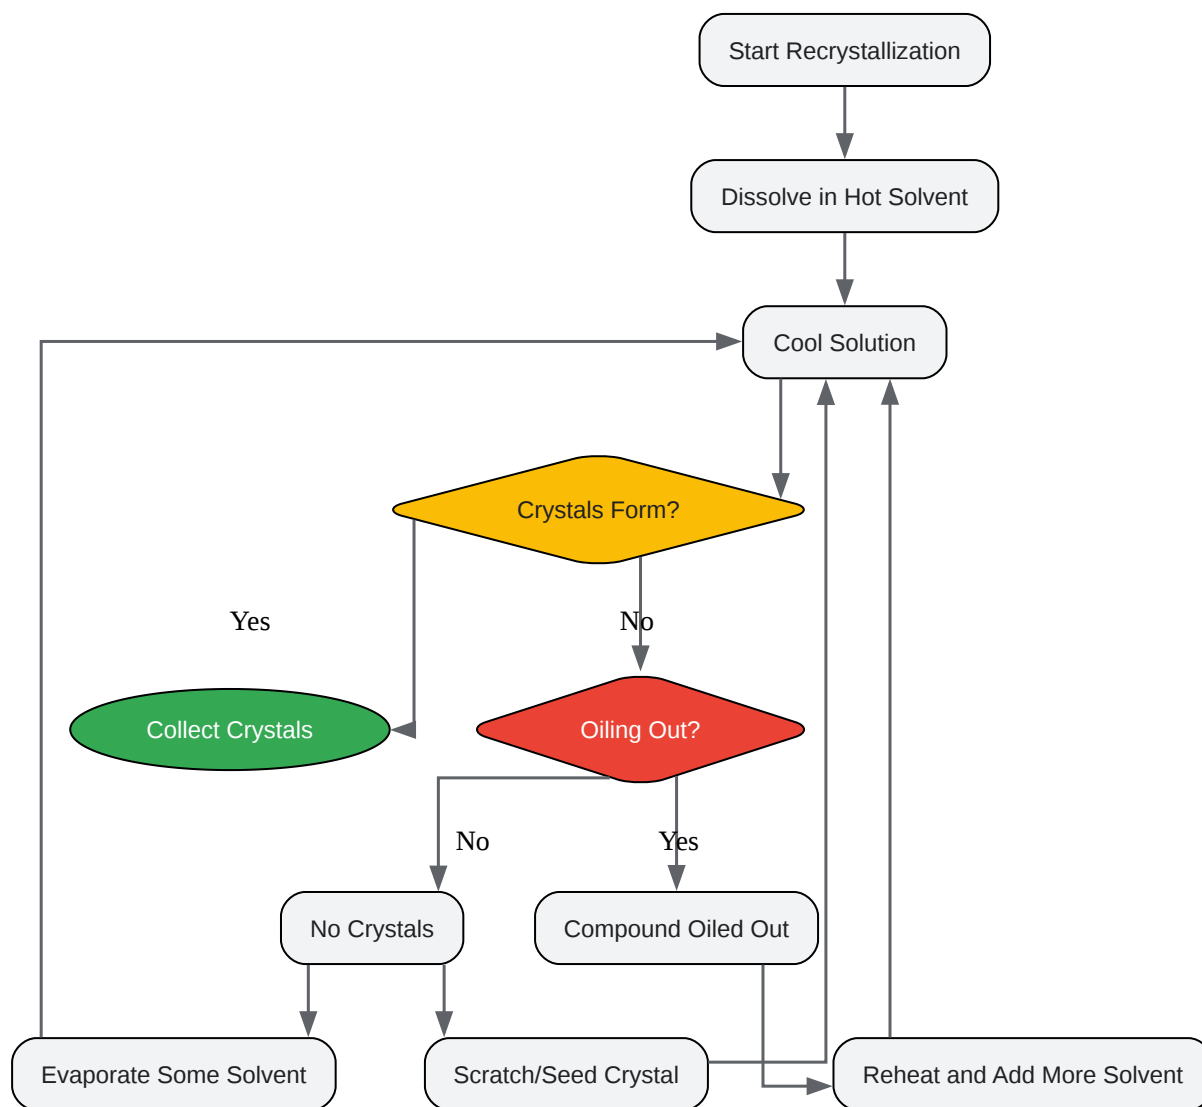 Start Recrystallization
Dissolve in Hot Solvent
Cool Solution
Crystals Form?
Yes
No
Collect Crystals
Oiling Out?
No
Yes
No Crystals
Compound Oiled Out
Evaporate Some Solvent
Scratch/Seed Crystal
Reheat and Add More Solvent